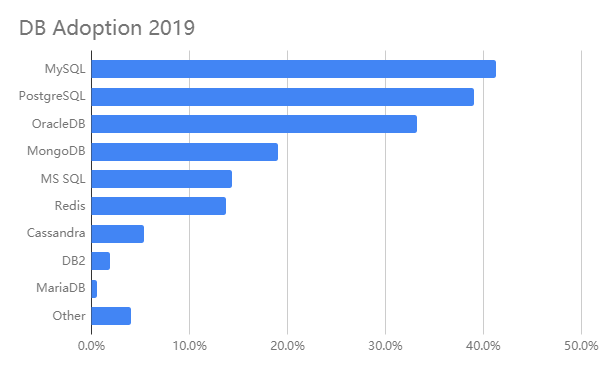 DB Adoption 2019
MySQL
PostgreSQL
OracleDB
MongoDB
MS SQL
Redis
Cassandra
DB2
MariaDB
Other
0.0% 10.0% 20.0% 30.0% 40.0% 50.0%